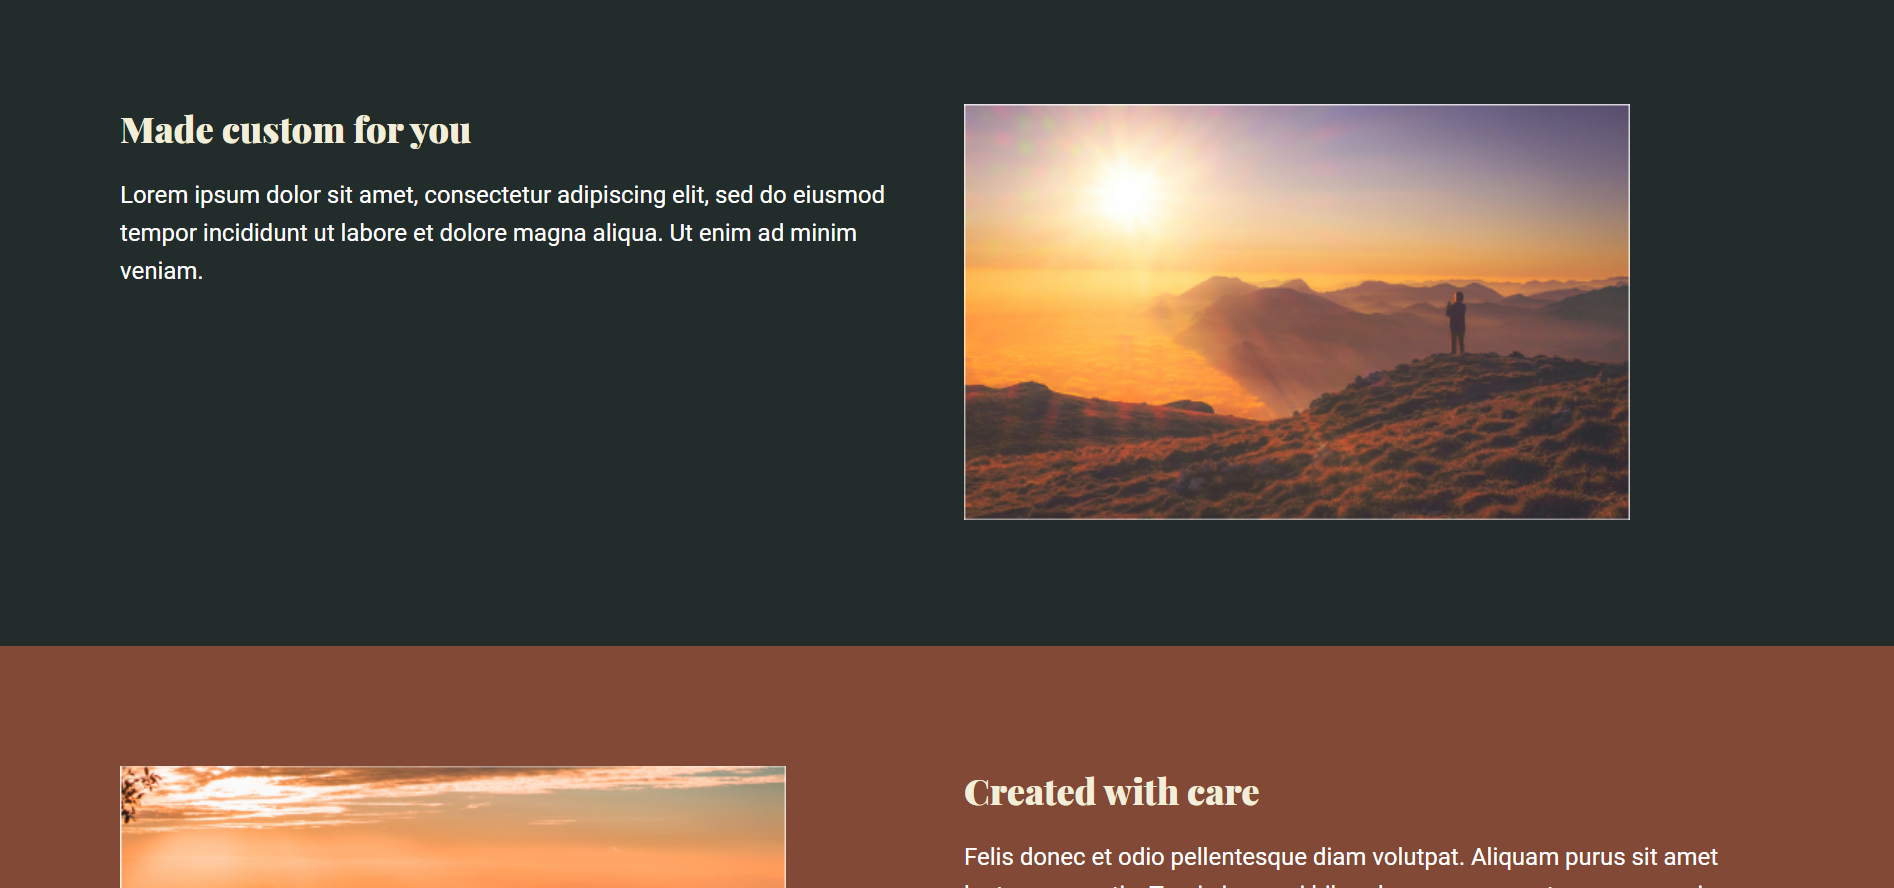 Made custom for you
Lorem ipsum dolor sit amet, consectetur adipiscing elit, sed do eiusmod
tempor incididunt ut labore et dolore magna aliqua. Ut enim ad minim
veniam.
Created with care
Felis donec et odio pellentesque diam volutpat. Aliquam purus sit amet